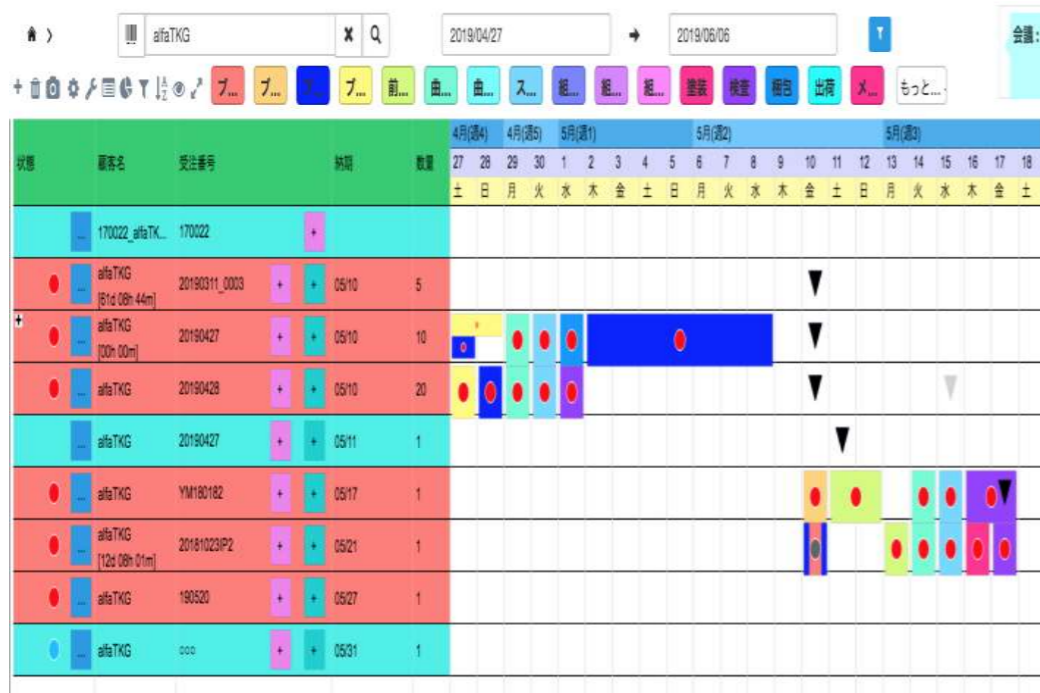 alfaTKG 2019/04/27 2019/06/06 会議:
プ... プ... プ... プ... 前... 曲... 曲... ス... 組... 組... 組... 塗装 検査 梱包 出荷 メ... もっと...
4月(週4) 4月(週5) 5月(週1) 5月(週2) 5月(週3)
状態 顧客名 受注番号 納期 数量
27 28 29 30 1 2 3 4 5 6 7 8 9 10 11 12 13 14 15 16 17 18
土 日 月 火 水 木 金 土 日 月 火 水 木 金 土 日 月 火 水 木 金 土
... 170022_alfaTK... 170022 +
... alfaTKG 20190311_0003 + + 05/10 5
[61d 08h 44m]
+ ... alfaTKG 20190427 + + 05/10 10
[00h 00m]
... alfaTKG 20190428 + + 05/10 20
... alfaTKG 20190427 + + 05/11 1
... alfaTKG YM180182 + + 05/17 1
... alfaTKG 20181023IP2 + + 05/21 1
[12d 08h 01m]
... alfaTKG 190520 + + 05/27 1
... alfaTKG ○○○ + + 05/31 1